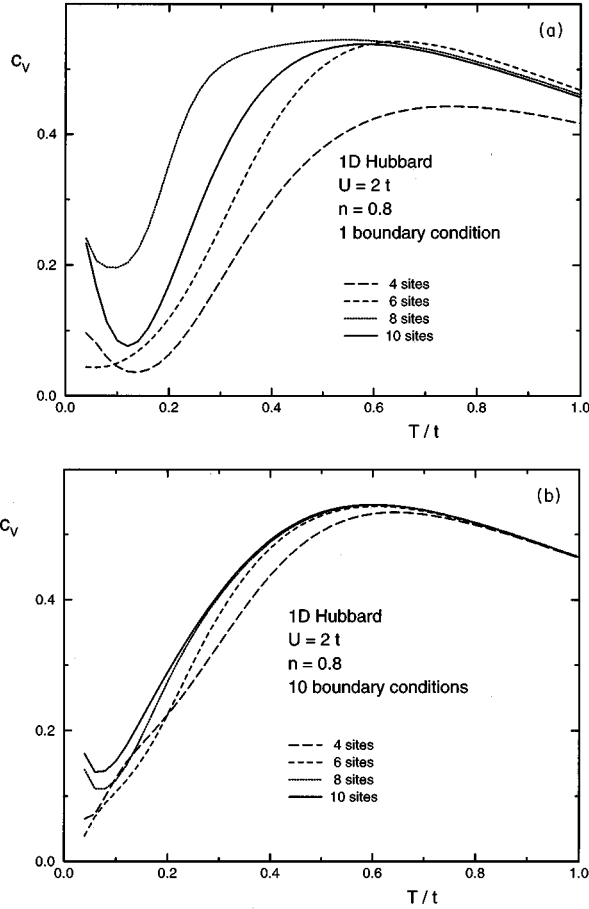 (a)
C_V
0.4
0.2
0.0
0.0 0.2 0.4 0.6 0.8 1.0
T / t
1D Hubbard
U = 2 t
n = 0.8
1 boundary condition
4 sites
6 sites
8 sites
10 sites
(b)
C_V
0.4
0.2
0.0
0.0 0.2 0.4 0.6 0.8 1.0
T / t
1D Hubbard
U = 2 t
n = 0.8
10 boundary conditions
4 sites
6 sites
8 sites
10 sites